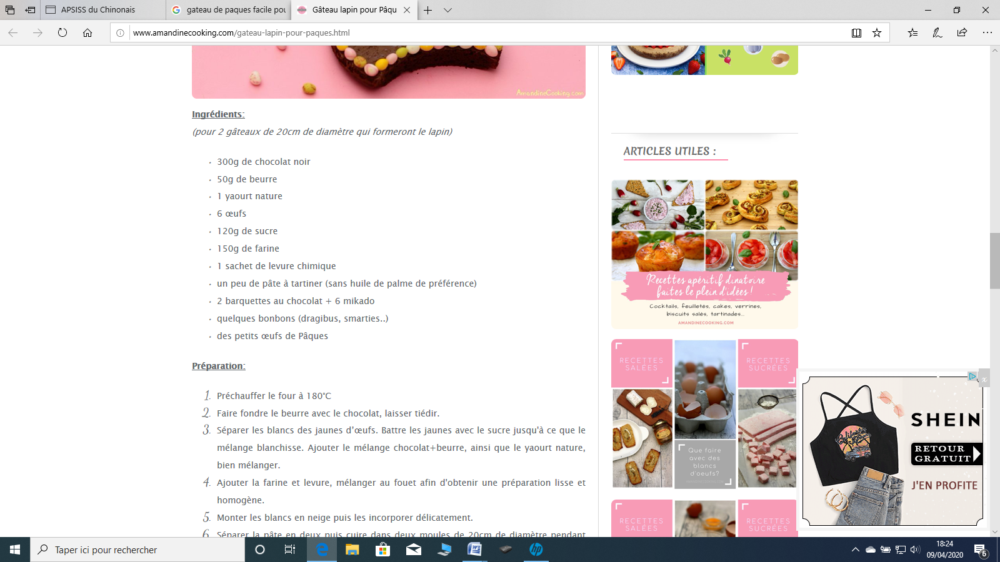 APSISS du Chinonais
gateau de paques facile pou
Gâteau lapin pour Pâqu
www.amandinecooking.com/gateau-lapin-pour-paques.html
AmandineCooking.com
Ingrédients:
(pour 2 gâteaux de 20cm de diamètre qui formeront le lapin)
300g de chocolat noir
50g de beurre
1 yaourt nature
6 œufs
120g de sucre
150g de farine
1 sachet de levure chimique
un peu de pâte à tartiner (sans huile de palme de préférence)
2 barquettes au chocolat + 6 mikado
quelques bonbons (dragibus, smarties..)
des petits œufs de Pâques
Préparation:
1. Préchauffer le four à 180°C
2. Faire fondre le beurre avec le chocolat, laisser tiédir.
3. Séparer les blancs des jaunes d’œufs. Battre les jaunes avec le sucre jusqu'à ce que le
mélange blanchisse. Ajouter le mélange chocolat+beurre, ainsi que le yaourt nature,
bien mélanger.
4. Ajouter la farine et levure, mélanger au fouet afin d'obtenir une préparation lisse et
homogène.
5. Monter les blancs en neige puis les incorporer délicatement.
6. Séparer la pâte en deux puis cuire dans deux moules de 20cm de diamètre pendant
ARTICLES UTILES :
Recettes apéritif dinatoire
faites le plein d'idées !
Cocktails, feuilletés, cakes, verrines,
biscuits salés, tartinades...
AMANDINECOOKING.COM
RECETTES
SALÉES
RECETTES
SUCRÉES
Que faire
avec des
blancs
d'oeufs?
RECETTES
SALÉES
RECETTES
SUCRÉES
x
SHEIN
RETOUR
GRATUIT
J'EN PROFITE
Taper ici pour rechercher
18:24
09/04/2020
6